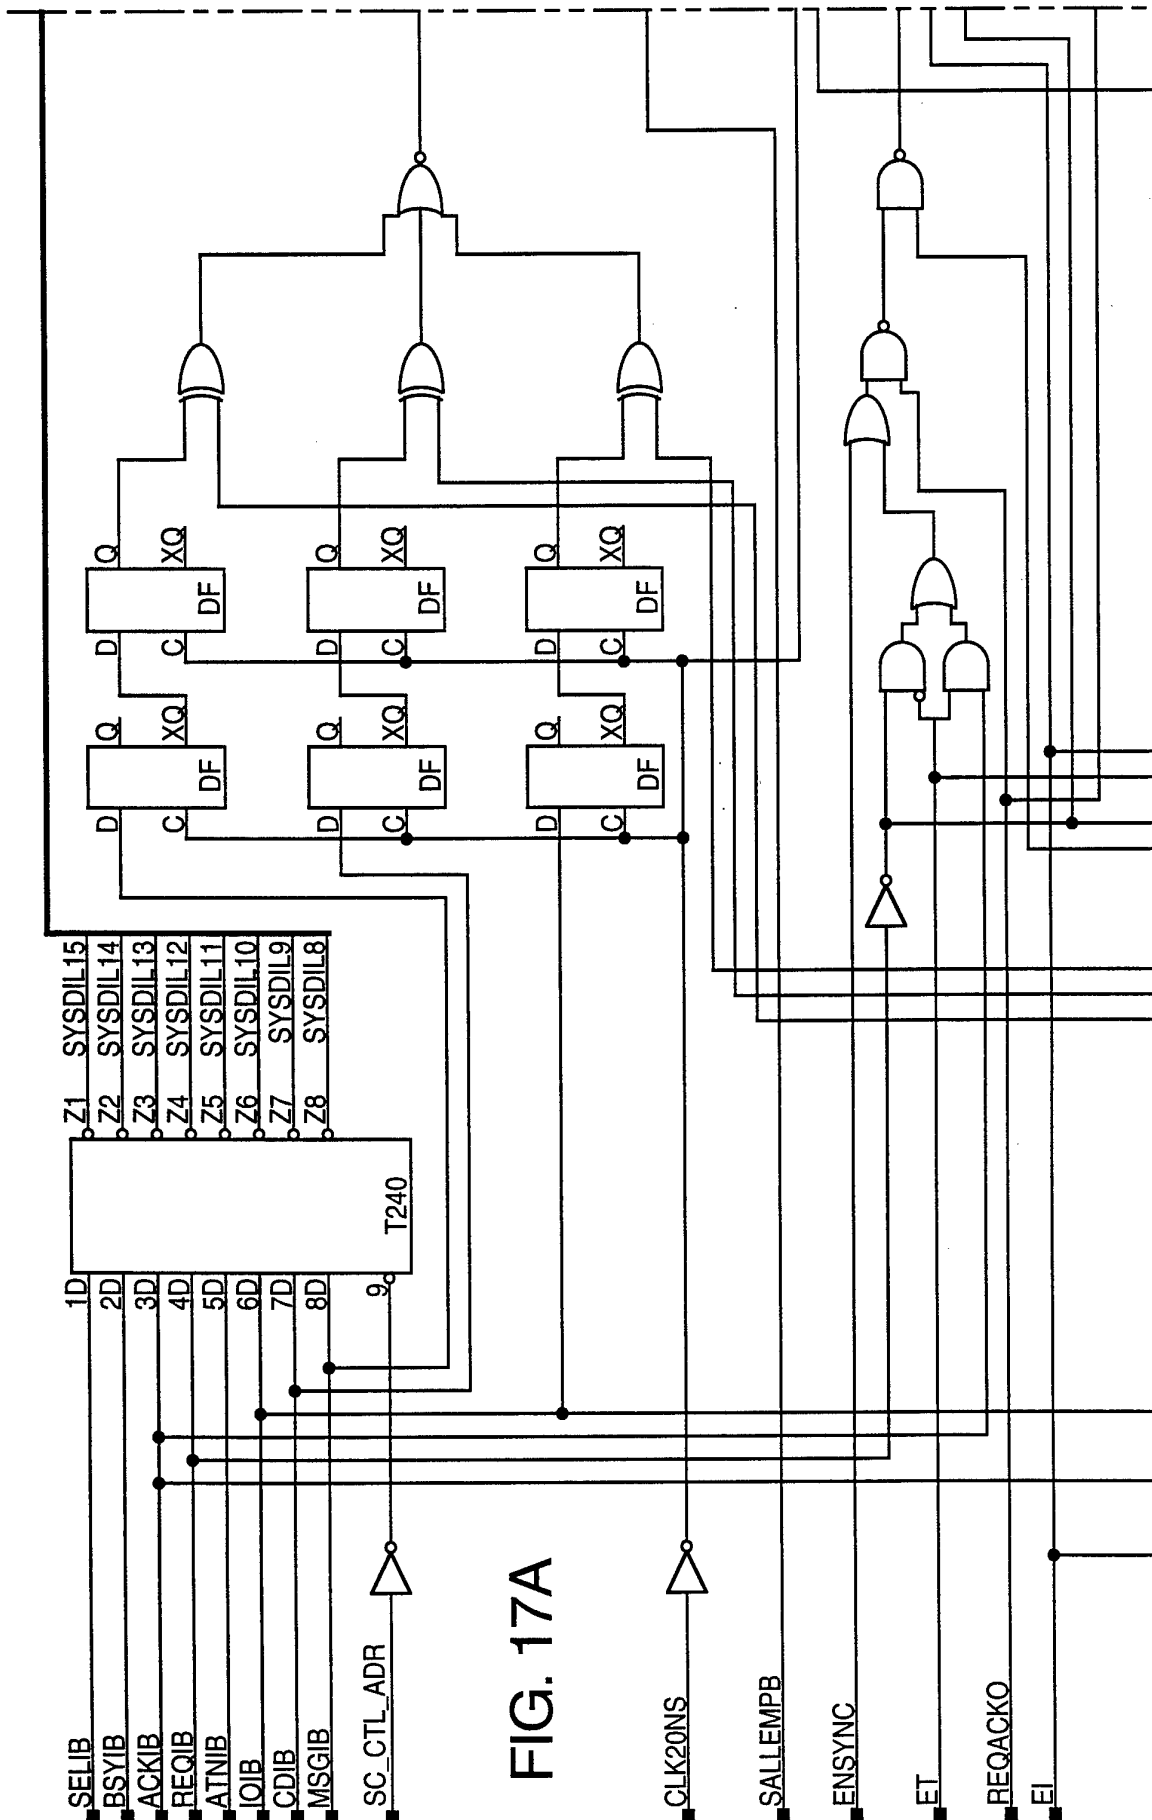 SELIB
BSYIB
ACKIB
REQIB
ATNIB
IOIB
CDIB
MSGIB
SC_CTL_ADR
CLK20NS
SALLEMPB
ENSYNC
ET
REQACKO
EI
FIG. 17A
1D
2D
3D
4D
5D
6D
7D
8D
9
T240
Z1 SYSDIL15
Z2 SYSDIL14
Z3 SYSDIL13
Z4 SYSDIL12
Z5 SYSDIL11
Z6 SYSDIL10
Z7 SYSDIL9
Z8 SYSDIL8
D
C
DF
Q
XQ
D
C
DF
Q
XQ
D
C
DF
Q
XQ
D
C
DF
Q
XQ
D
C
DF
Q
XQ
D
C
DF
Q
XQ